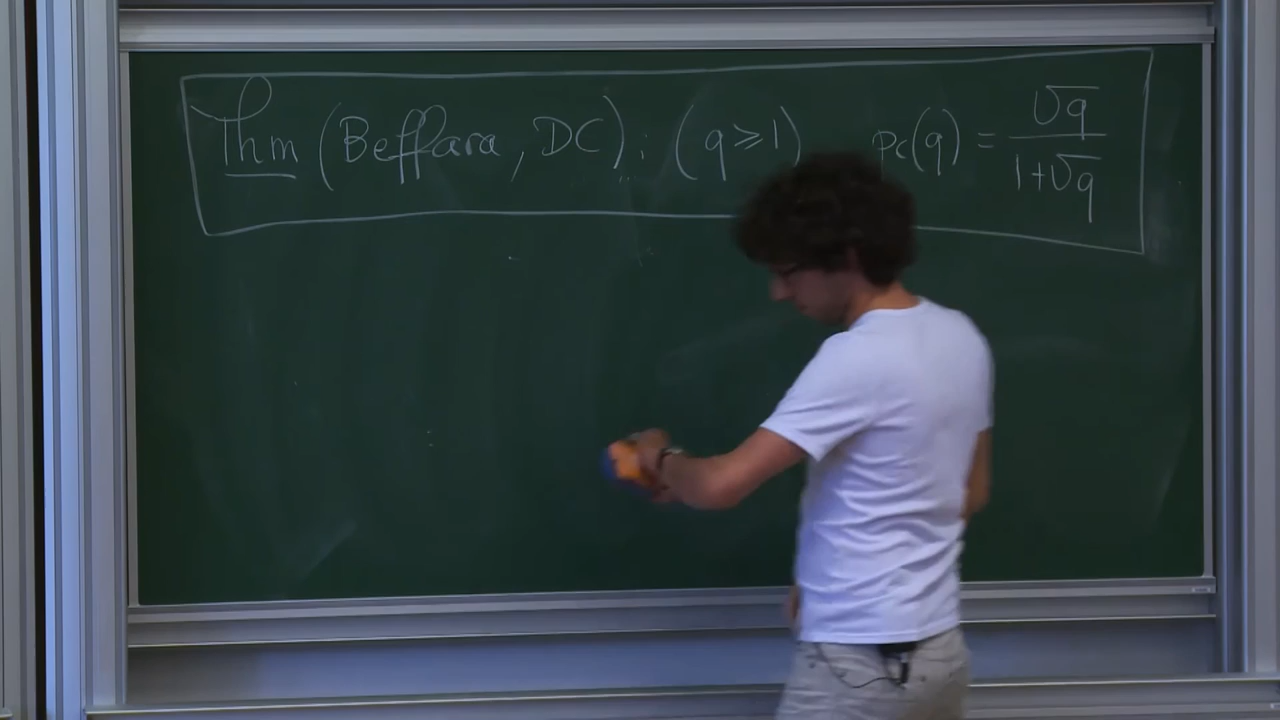 Thm (Beffara, DC): (q ≥ 1) pc(q) = √q / (1+√q)